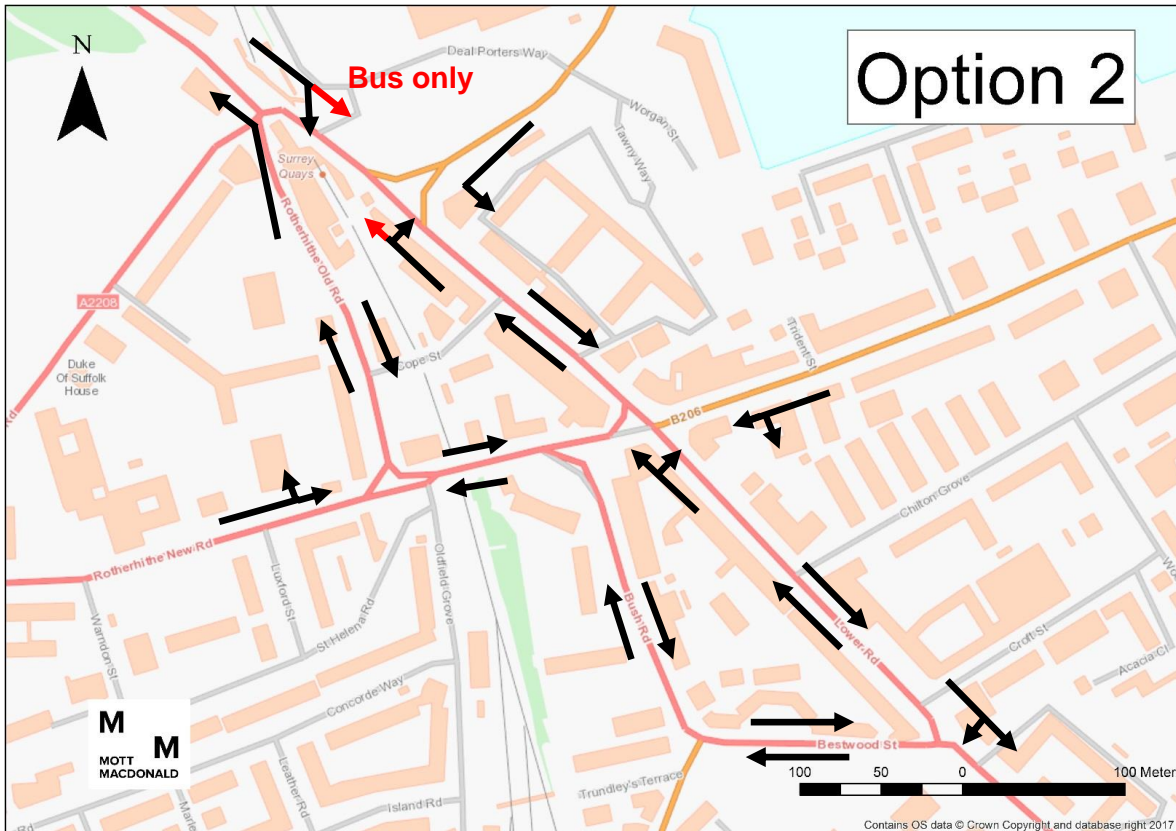 N
Option 2
Deal Porters Way
Bus only
Worgan St
Tawny Way
Surrey
Quays
Rotherhithe Old Rd
A2208
Duke
Of Suffolk
House
Rd
Cope St
Trident St
B206
Chilton Grove
Rotherhithe New Rd
Luxford St
Oldfield Grove
St Helena Rd
Warndon St
Bush Rd
Lower Rd
Croft St
Acacia Cl
Concorde Way
M
M
MOTT
MACDONALD
Bestwood St
Trundley's Terrace
Leather Rd
Island Rd
Rd
100 50 0 100 Meter
Contains OS data © Crown Copyright and database right 2017